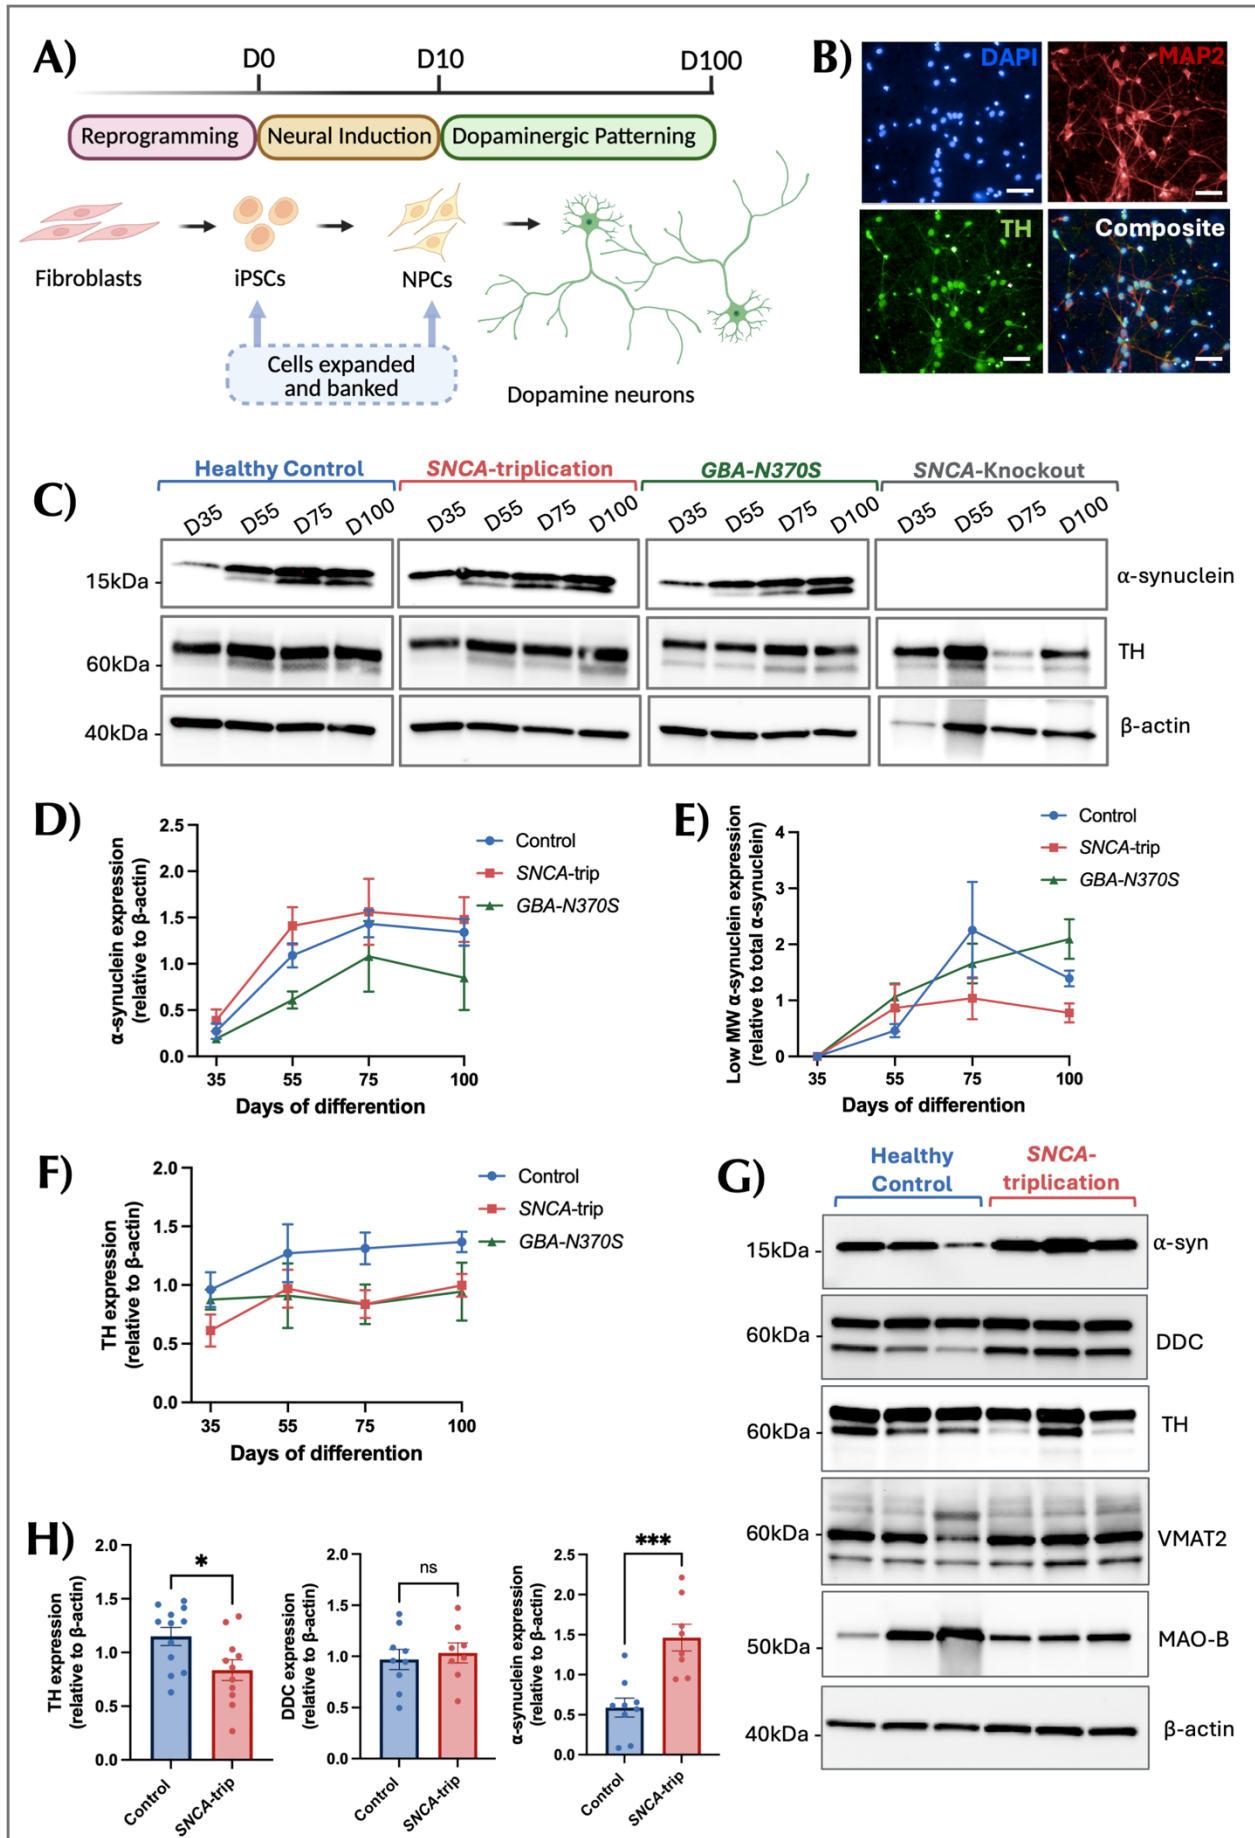 A)
D0 D10 D100
Reprogramming Neural Induction Dopaminergic Patterning
Fibroblasts iPSCs NPCs
Cells expanded
and banked
Dopamine neurons
B)
DAPI MAP2
TH Composite
C)
Healthy Control SNCA-triplication GBA-N370S SNCA-Knockout
D35 D55 D75 D100 D35 D55 D75 D100 D35 D55 D75 D100 D35 D55 D75 D100
15kDa α-synuclein
60kDa TH
40kDa β-actin
D)
α-synuclein expression
(relative to β-actin)
2.5
2.0
1.5
1.0
0.5
0.0
35 55 75 100
Days of differention
Control
SNCA-trip
GBA-N370S
E)
Low MW α-synuclein expression
(relative to total α-synuclein)
4
3
2
1
0
35 55 75 100
Days of differention
Control
SNCA-trip
GBA-N370S
F)
TH expression
(relative to β-actin)
2.0
1.5
1.0
0.5
0.0
35 55 75 100
Days of differention
Control
SNCA-trip
GBA-N370S
G)
Healthy
Control
SNCA-
triplication
15kDa α-syn
60kDa DDC
60kDa TH
60kDa VMAT2
50kDa MAO-B
40kDa β-actin
H)
TH expression
(relative to β-actin)
2.0
1.5
1.0
0.5
0.0
*
Control SNCA-trip
DDC expression
(relative to β-actin)
2.0
1.5
1.0
0.5
0.0
ns
Control SNCA-trip
α-synuclein expression
(relative to β-actin)
2.5
2.0
1.5
1.0
0.5
0.0
***
Control SNCA-trip